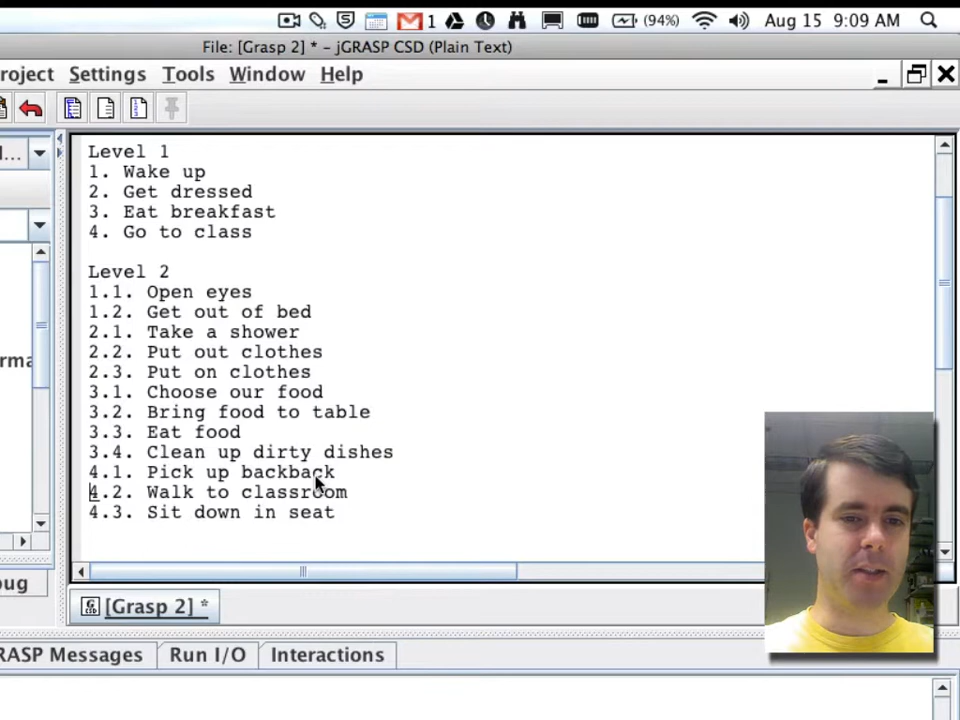 1 (94%) Aug 15 9:09 AM
File: [Grasp 2] * - jGRASP CSD (Plain Text)
roject Settings Tools Window Help
l...
Level 1
1. Wake up
2. Get dressed
3. Eat breakfast
4. Go to class
Level 2
1.1. Open eyes
1.2. Get out of bed
2.1. Take a shower
2.2. Put out clothes
2.3. Put on clothes
3.1. Choose our food
3.2. Bring food to table
3.3. Eat food
3.4. Clean up dirty dishes
4.1. Pick up backback
4.2. Walk to classroom
4.3. Sit down in seat
rma
bug
[Grasp 2] *
RASP Messages Run I/O Interactions